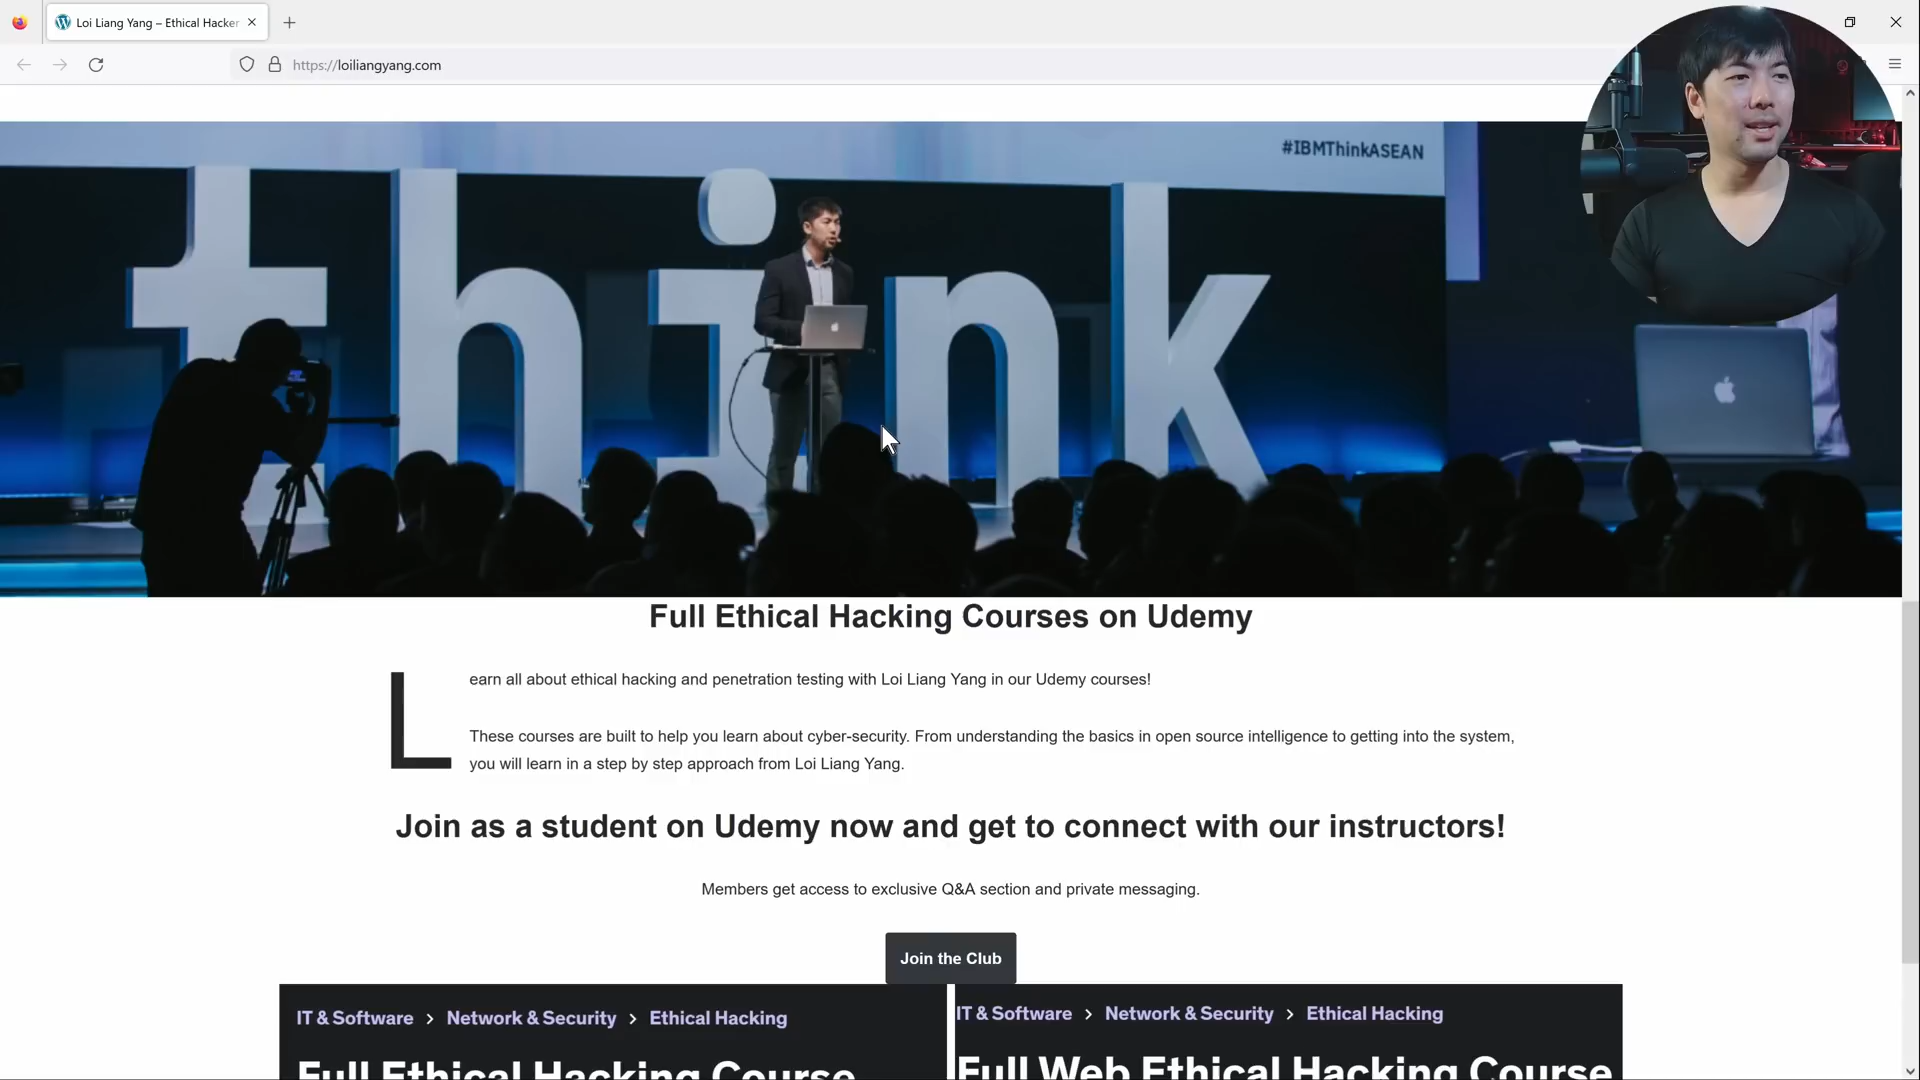 Loi Liang Yang – Ethical Hacker
https://loiliangyang.com
#IBMThinkASEAN
think
Full Ethical Hacking Courses on Udemy
Learn all about ethical hacking and penetration testing with Loi Liang Yang in our Udemy courses!
These courses are built to help you learn about cyber-security. From understanding the basics in open source intelligence to getting into the system,
you will learn in a step by step approach from Loi Liang Yang.
Join as a student on Udemy now and get to connect with our instructors!
Members get access to exclusive Q&A section and private messaging.
Join the Club
IT & Software > Network & Security > Ethical Hacking
Full Ethical Hacking Course
IT & Software > Network & Security > Ethical Hacking
Full Web Ethical Hacking Course